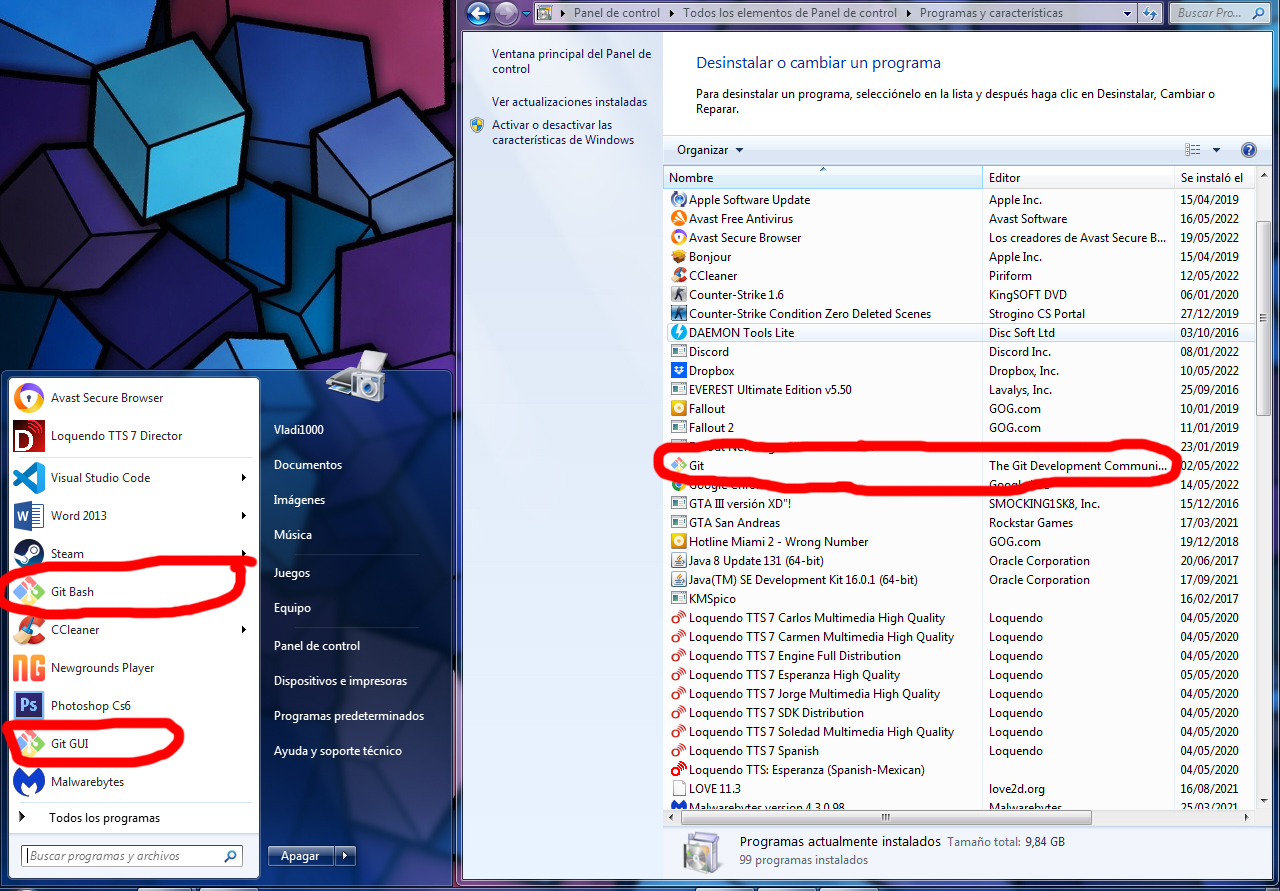 Panel de control
Todos los elementos de Panel de control
Programas y características
Buscar Pro...
Ventana principal del Panel de control
Ver actualizaciones instaladas
Activar o desactivar las características de Windows
Desinstalar o cambiar un programa
Para desinstalar un programa, selecciónelo en la lista y después haga clic en Desinstalar, Cambiar o
Reparar.
Organizar
Nombre Editor Se instaló el
Apple Software Update Apple Inc. 15/04/2019
Avast Free Antivirus Avast Software 16/05/2022
Avast Secure Browser Los creadores de Avast Secure B... 19/05/2022
Bonjour Apple Inc. 15/04/2019
CCleaner Piriform 12/05/2022
Counter-Strike 1.6 KingSOFT DVD 06/01/2020
Counter-Strike Condition Zero Deleted Scenes Strogino CS Portal 27/12/2019
DAEMON Tools Lite Disc Soft Ltd 03/10/2016
Discord Discord Inc. 08/01/2022
Dropbox Dropbox, Inc. 10/05/2022
EVEREST Ultimate Edition v5.50 Lavalys, Inc. 25/09/2016
Fallout GOG.com 10/01/2019
Fallout 2 GOG.com 11/01/2019
23/01/2019
Git The Git Development Communi... 02/05/2022
Google 14/05/2022
GTA III versión XD"! SMOCKING1SK8, Inc. 15/12/2016
GTA San Andreas Rockstar Games 17/03/2021
Hotline Miami 2 - Wrong Number GOG.com 19/12/2018
Java 8 Update 131 (64-bit) Oracle Corporation 20/06/2017
Java(TM) SE Development Kit 16.0.1 (64-bit) Oracle Corporation 17/09/2021
KMSpico 16/02/2017
Loquendo TTS 7 Carlos Multimedia High Quality Loquendo 04/05/2020
Loquendo TTS 7 Carmen Multimedia High Quality Loquendo 04/05/2020
Loquendo TTS 7 Engine Full Distribution Loquendo 04/05/2020
Loquendo TTS 7 Esperanza High Quality Loquendo 05/05/2020
Loquendo TTS 7 Jorge Multimedia High Quality Loquendo 04/05/2020
Loquendo TTS 7 SDK Distribution Loquendo 04/05/2020
Loquendo TTS 7 Soledad Multimedia High Quality Loquendo 04/05/2020
Loquendo TTS 7 Spanish Loquendo 04/05/2020
Loquendo TTS: Esperanza (Spanish-Mexican) 04/05/2020
LOVE 11.3 love2d.org 16/08/2021
Malwarebytes version 4.3.0.98 Malwarebytes 25/03/2021
Programas actualmente instalados Tamaño total: 9,84 GB
99 programas instalados
Avast Secure Browser
Loquendo TTS 7 Director
Visual Studio Code
Word 2013
Steam
Git Bash
CCleaner
Newgrounds Player
Photoshop Cs6
Git GUI
Malwarebytes
Todos los programas
Buscar programas y archivos
Vladi1000
Documentos
Imágenes
Música
Juegos
Equipo
Panel de control
Dispositivos e impresoras
Programas predeterminados
Ayuda y soporte técnico
Apagar